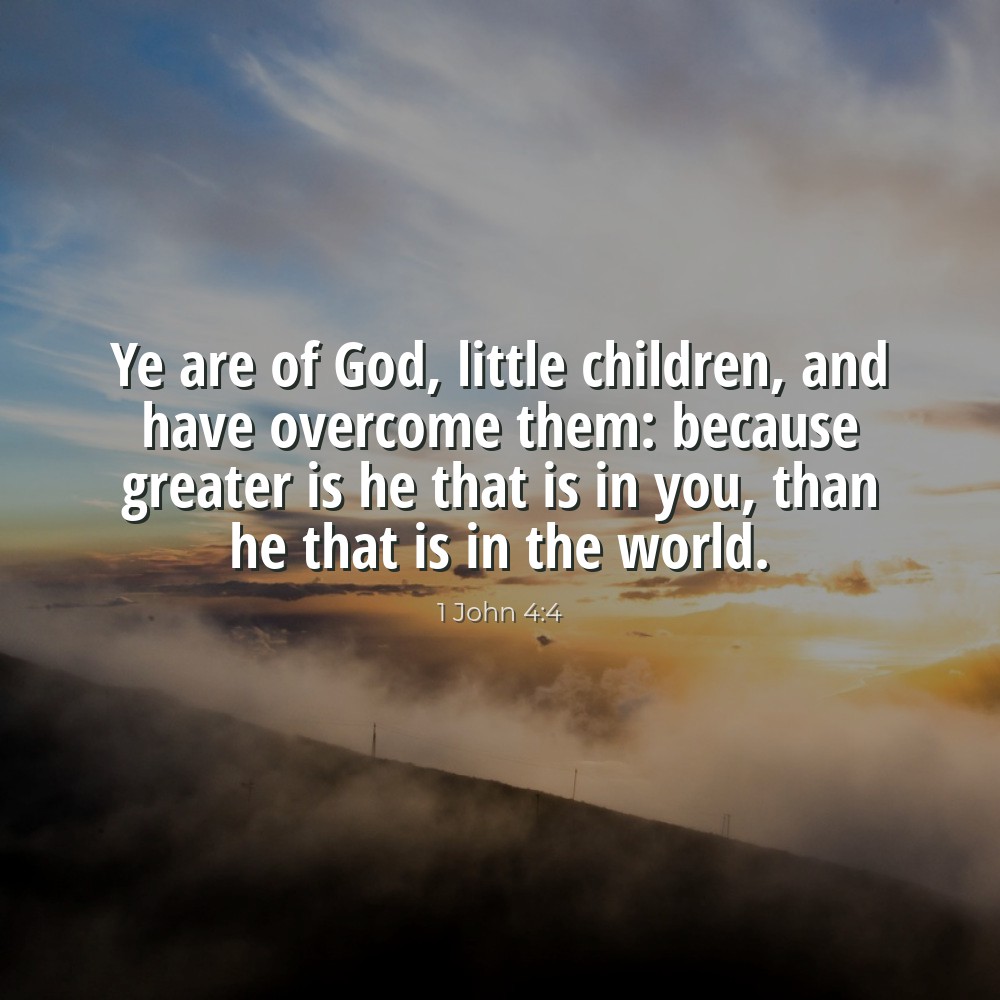 Ye are of God, little children, and
have overcome them: because
greater is he that is in you, than
he that is in the world.
1 John 4:4